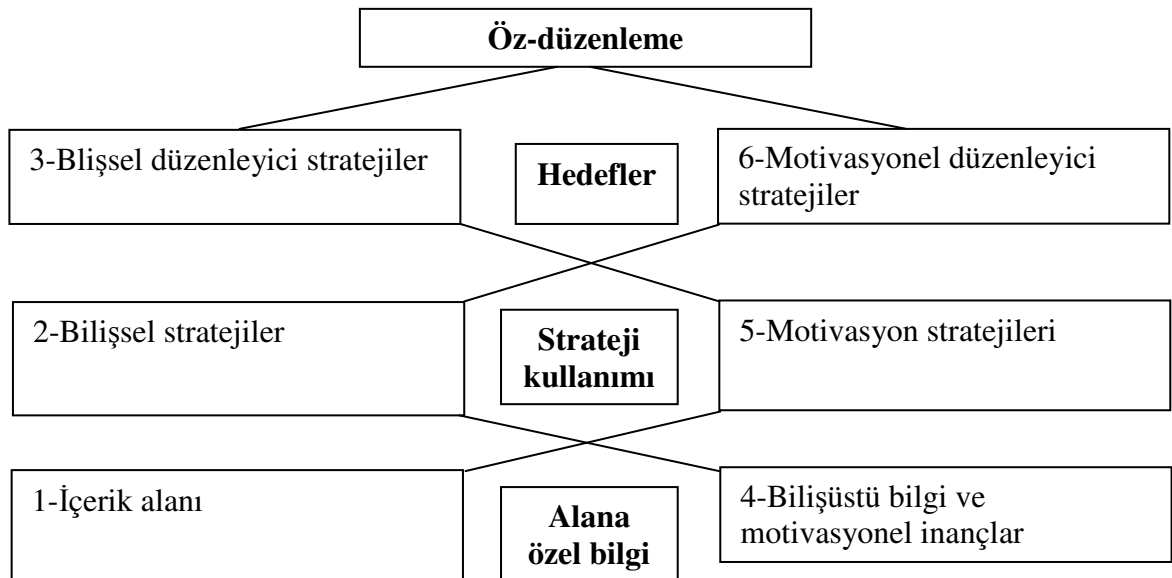 Öz-düzenleme
3-Blişsel düzenleyici stratejiler
Hedefler
6-Motivasyonel düzenleyici
stratejiler
2-Bilişsel stratejiler
Strateji
kullanımı
5-Motivasyon stratejileri
1-İçerik alanı
Alana
özel bilgi
4-Bilişüstü bilgi ve
motivasyonel inançlar